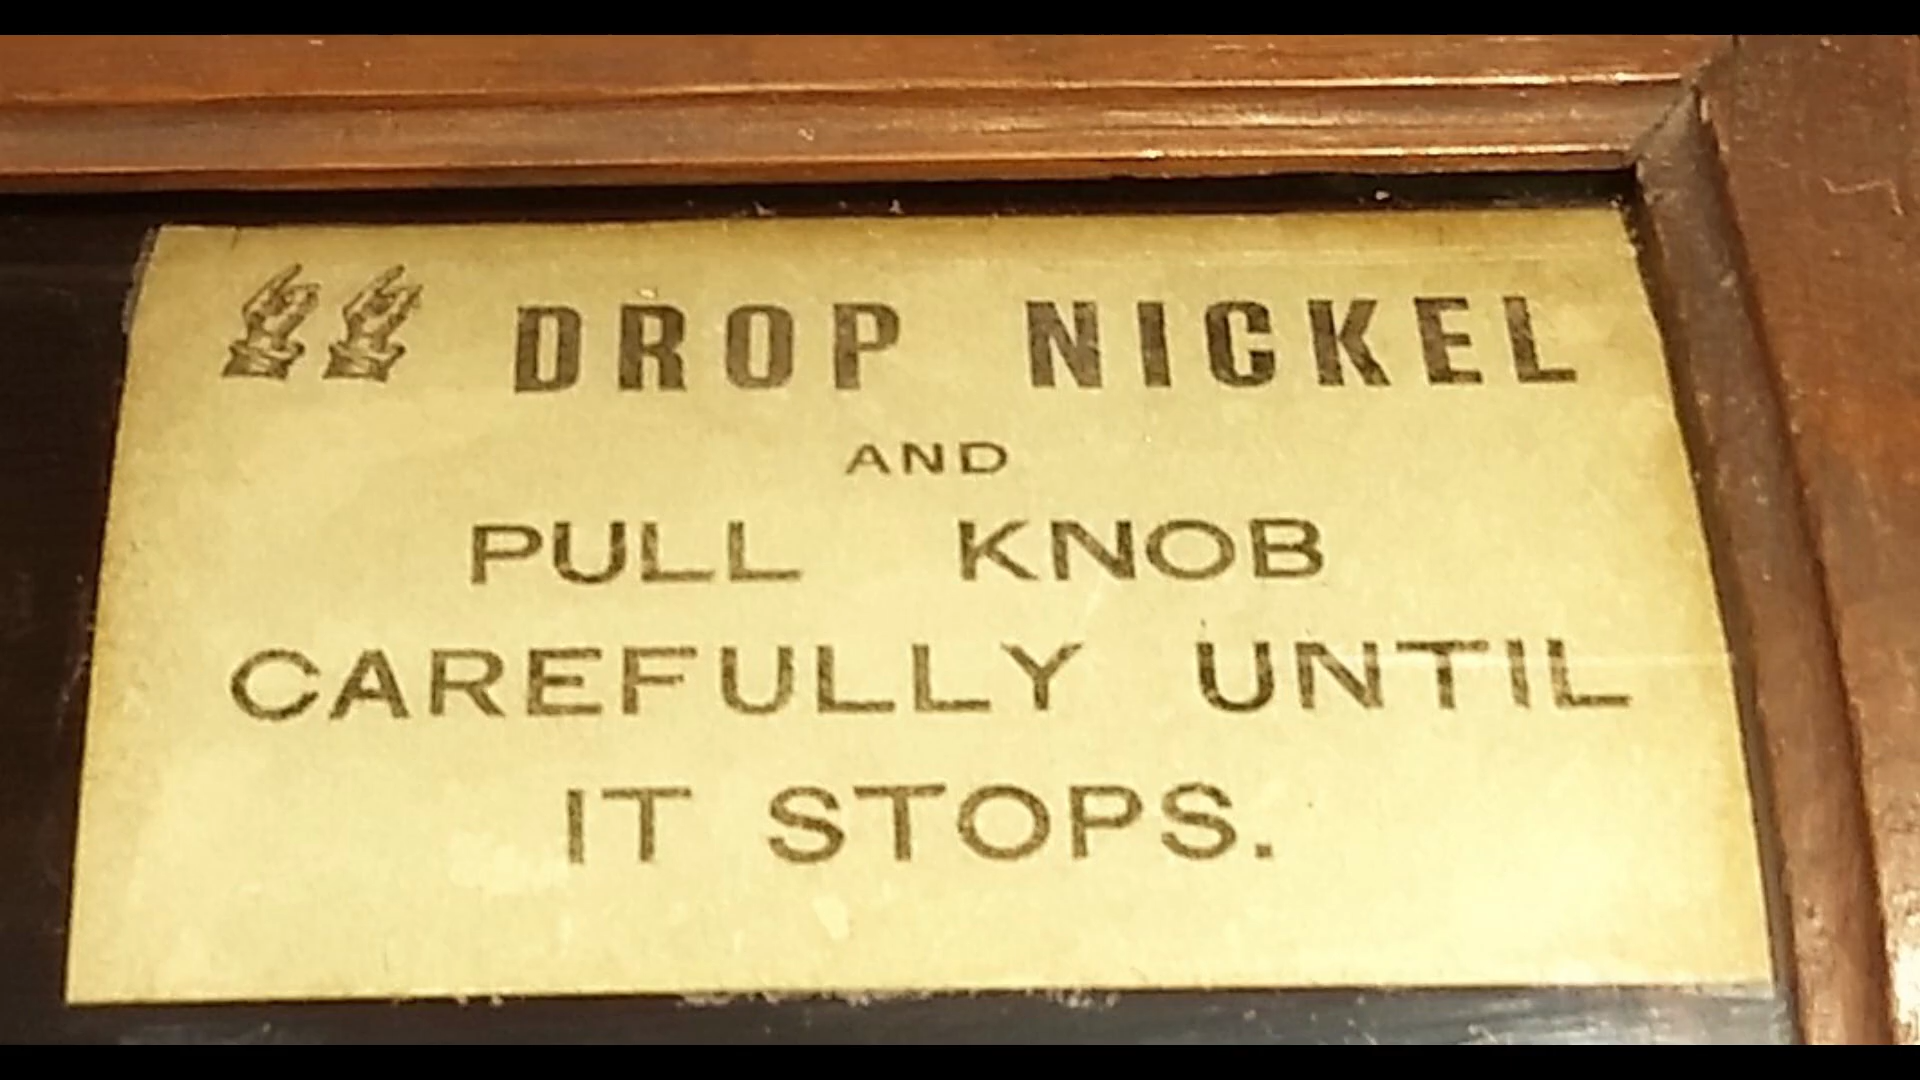 DROP NICKEL
AND
PULL KNOB
CAREFULLY UNTIL
IT STOPS.